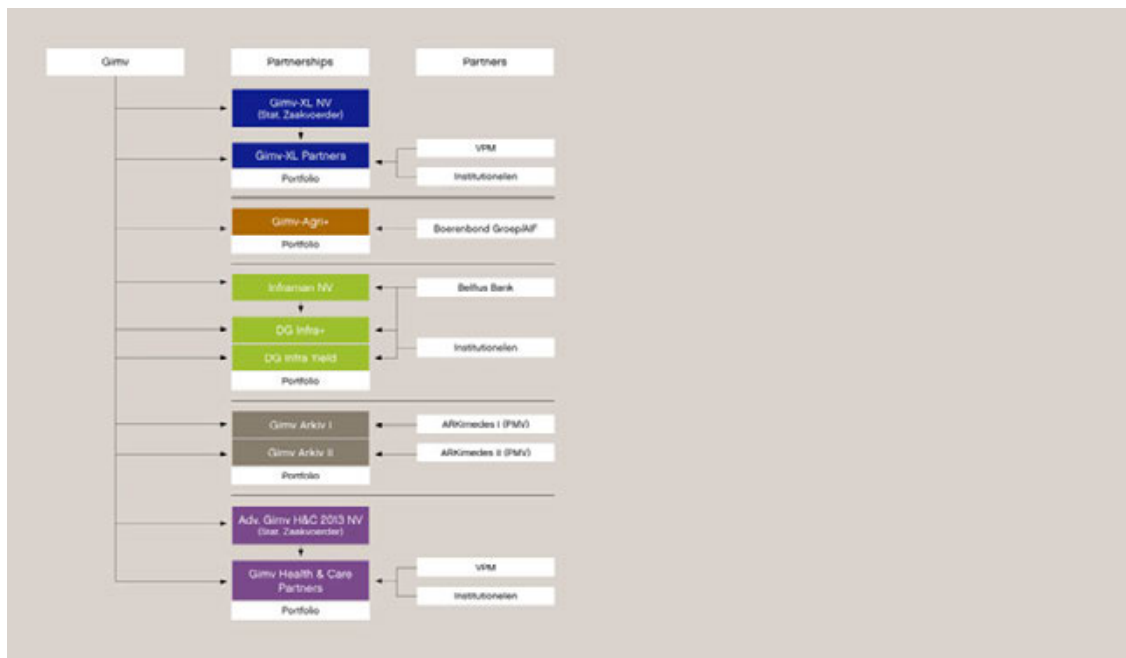 Gimv
Partnerships
Partners
Gimv-XL NV
(Stat. Zaakvoerder)
Gimv-XL Partners
Portfolio
VPM
Institutionelen
Gimv-Agri+
Portfolio
Boerenbond Groep/AIF
Inframan NV
DG Infra+
DG Infra Yield
Portfolio
Belfius Bank
Institutionelen
Gimv Arkiv I
Gimv Arkiv II
Portfolio
ARKimedes I (PMV)
ARKimedes II (PMV)
Adv. Gimv H&C 2013 NV
(Stat. Zaakvoerder)
Gimv Health & Care
Partners
Portfolio
VPM
Institutionelen